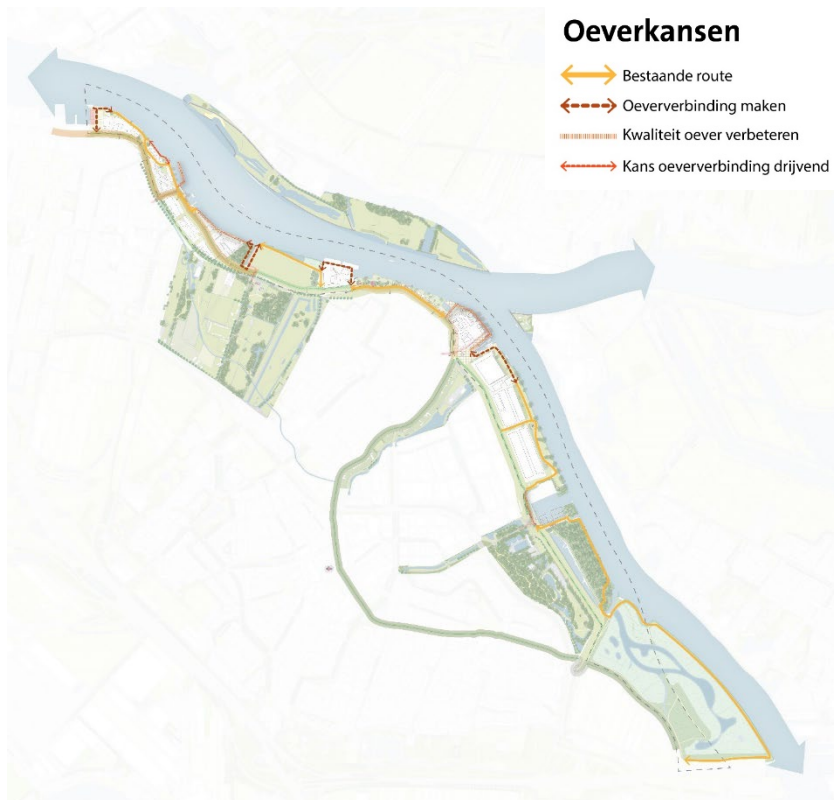 Oeverkansen
Bestaande route
Oeververbinding maken
Kwaliteit oever verbeteren
Kans oeververbinding drijvend